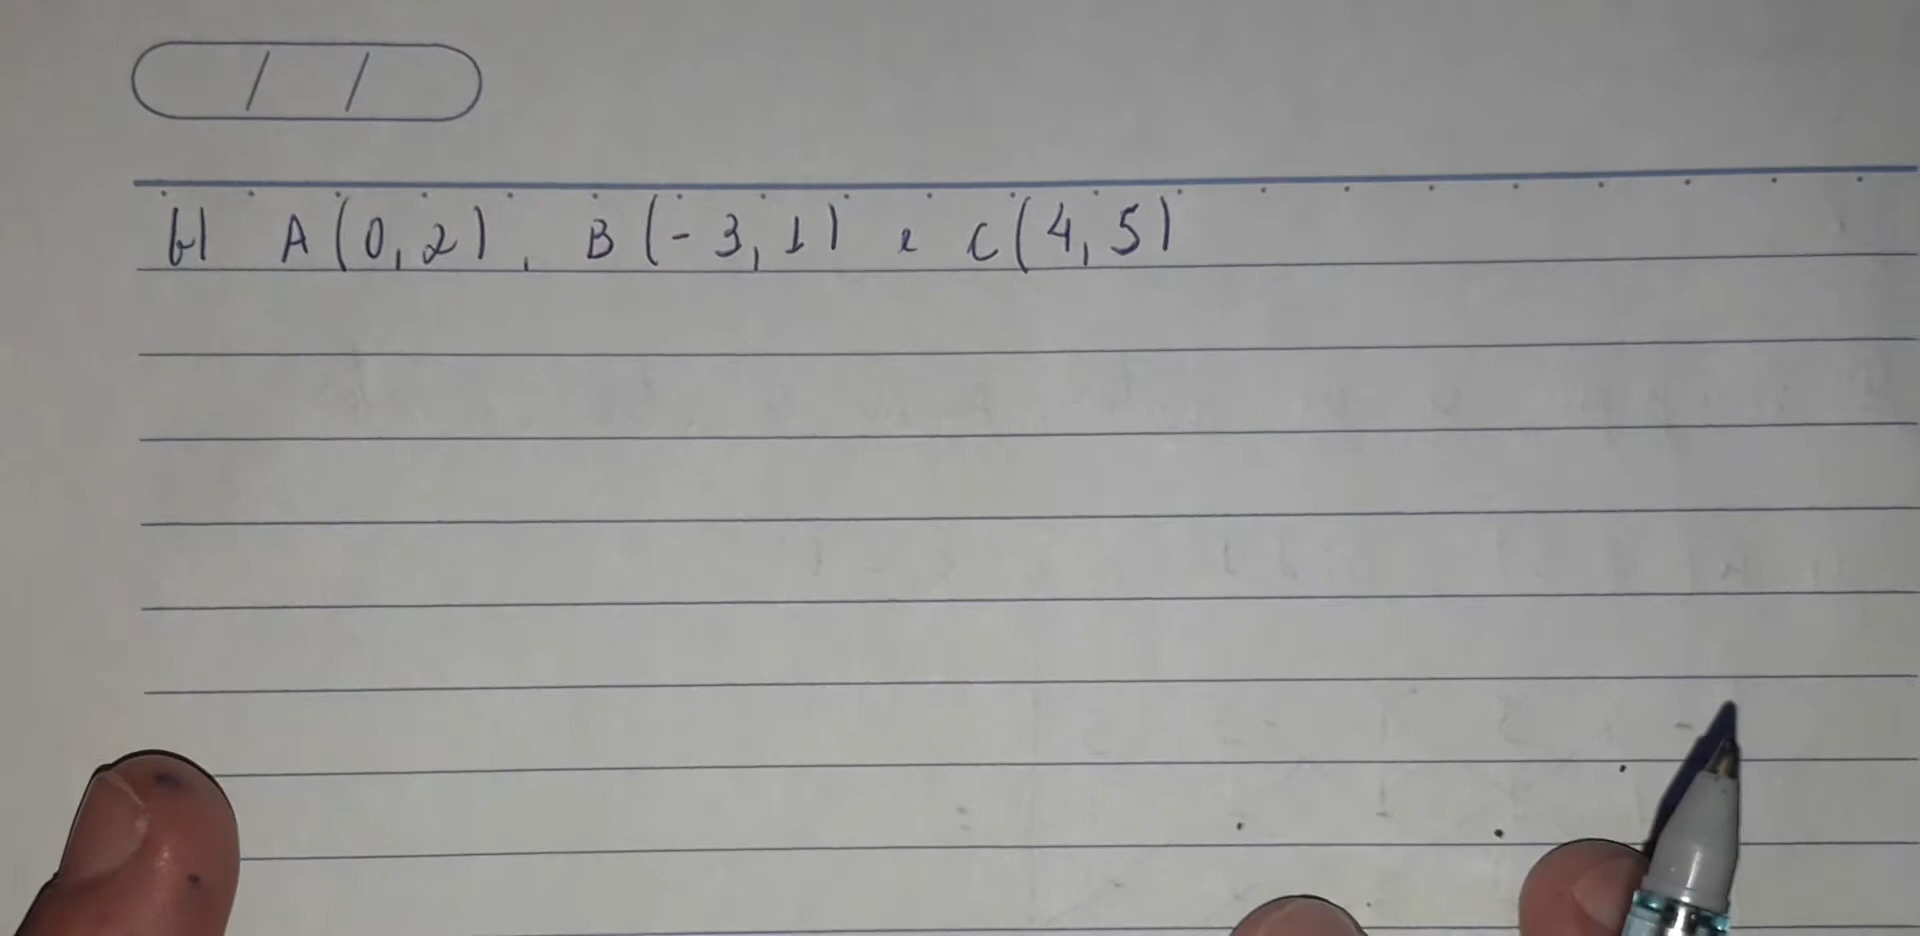 b) A(0,2), B(-3,1) e C(4,5)